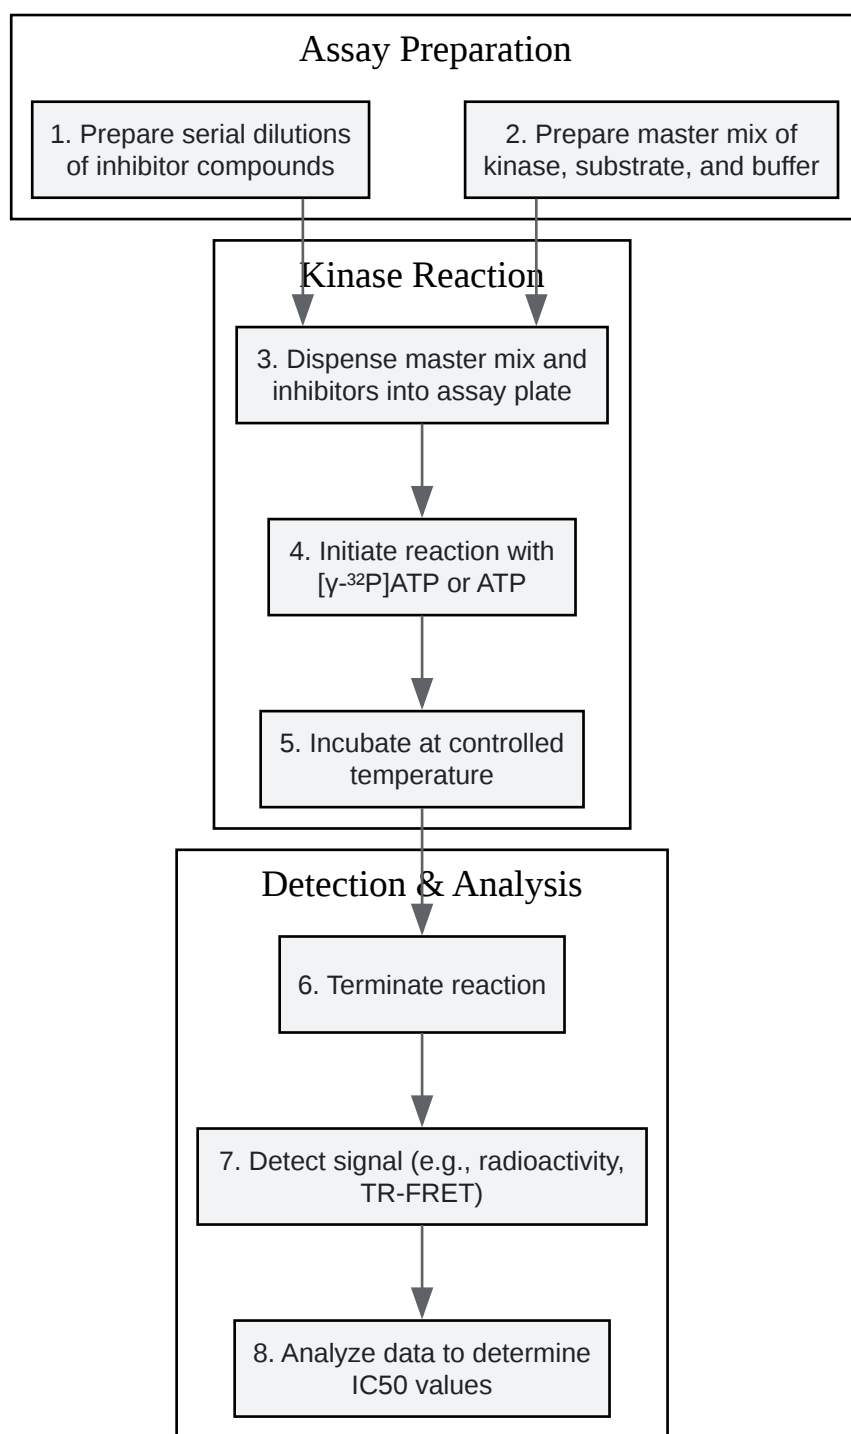 Assay Preparation
1. Prepare serial dilutions
of inhibitor compounds
2. Prepare master mix of
kinase, substrate, and buffer
Kinase Reaction
3. Dispense master mix and
inhibitors into assay plate
4. Initiate reaction with
[γ-³²P]ATP or ATP
5. Incubate at controlled
temperature
Detection & Analysis
6. Terminate reaction
7. Detect signal (e.g., radioactivity,
TR-FRET)
8. Analyze data to determine
IC50 values